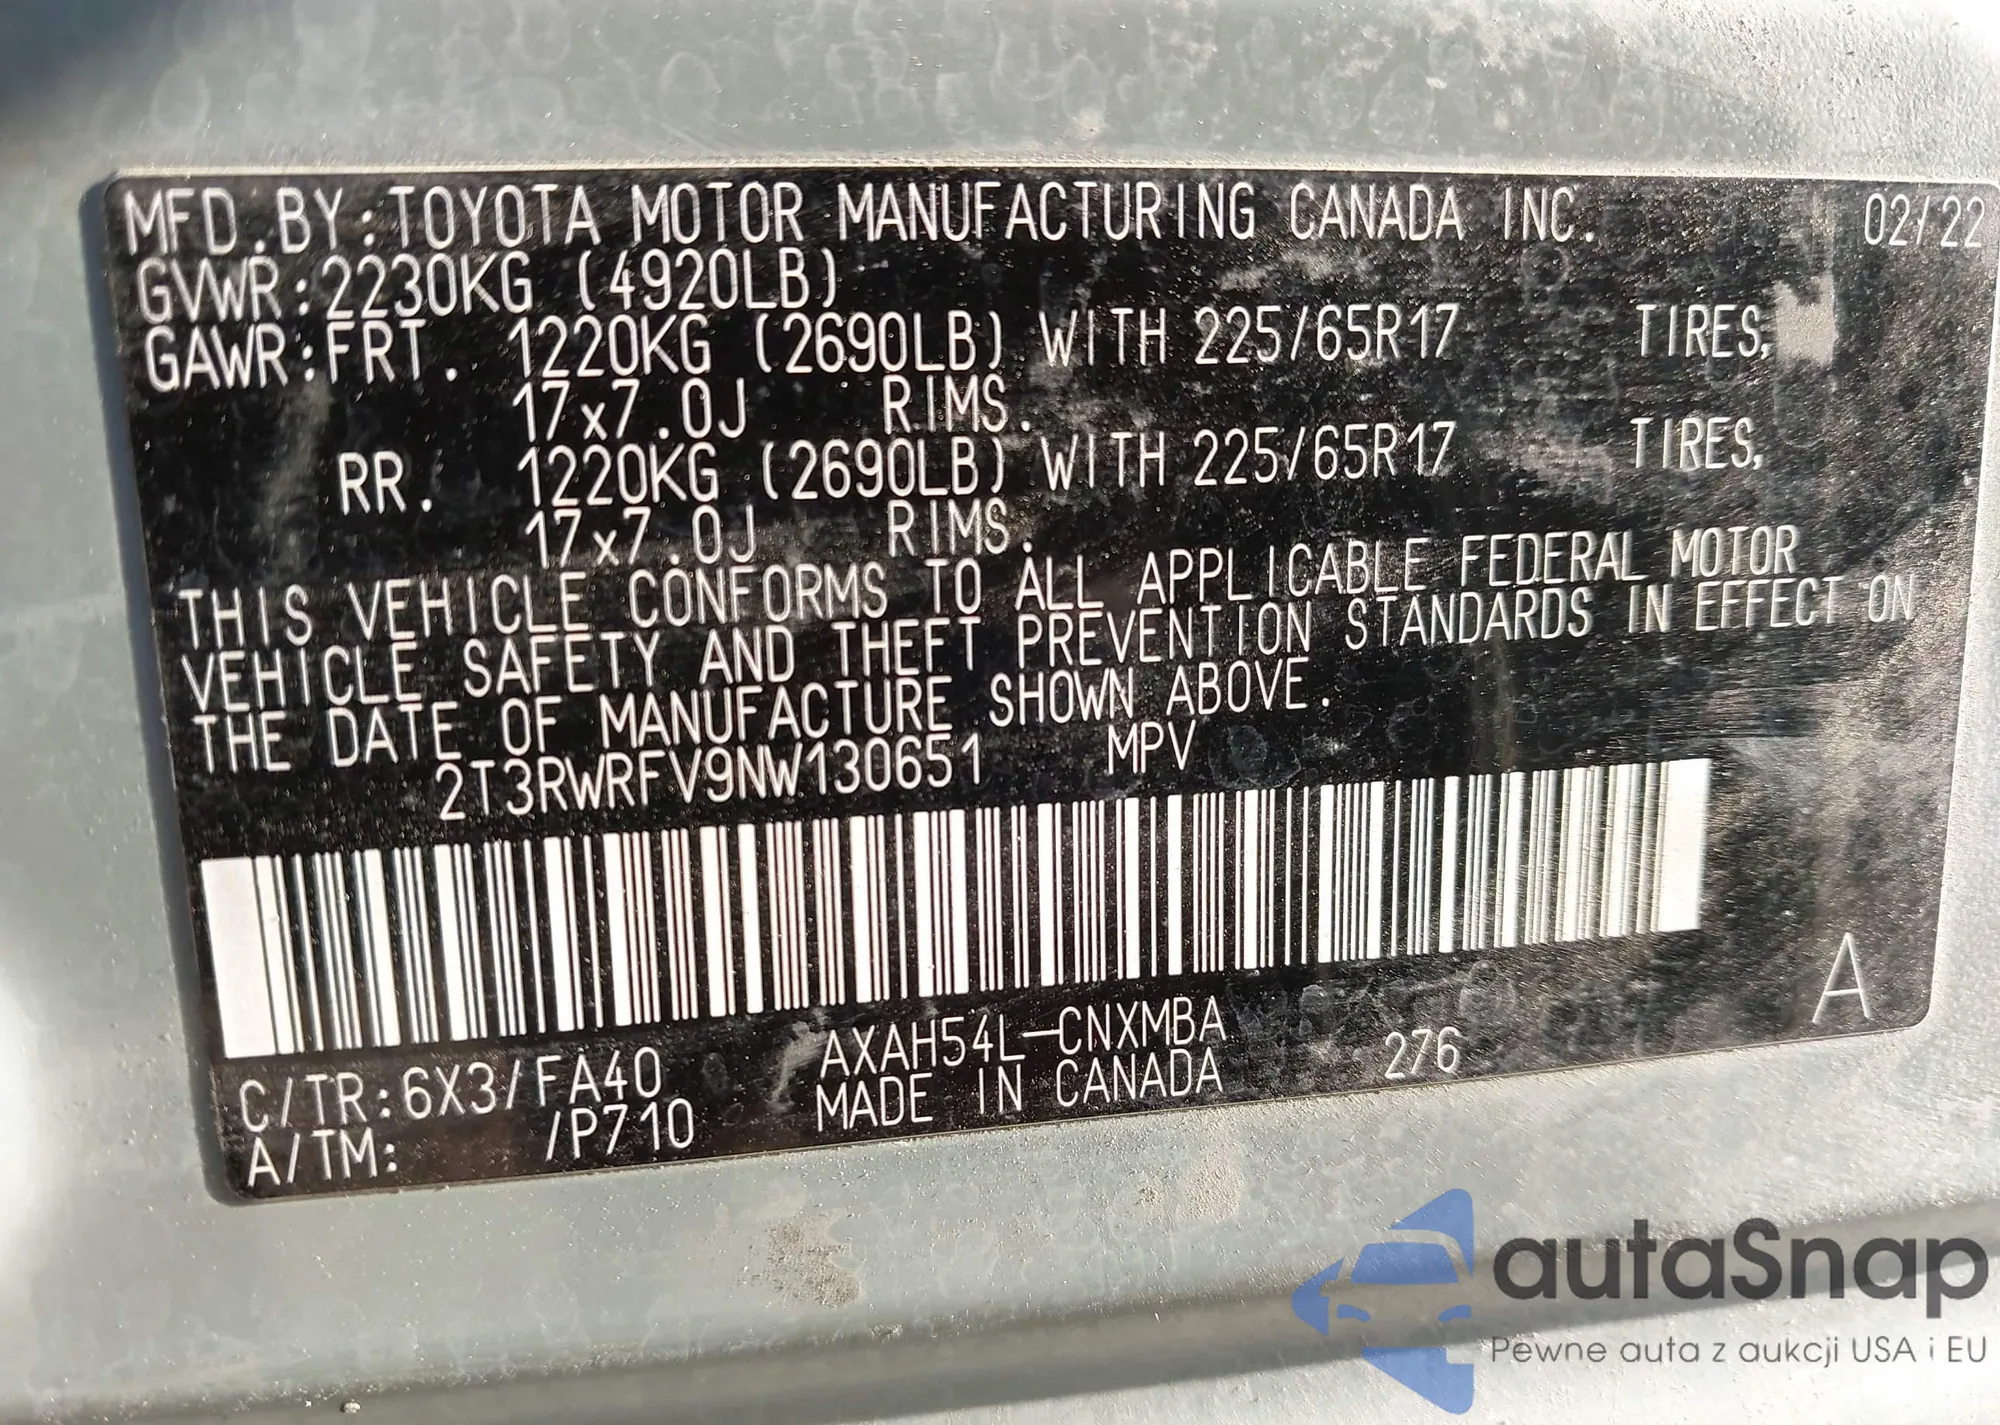 MFD.BY:TOYOTA MOTOR MANUFACTURING CANADA INC. 02/22
GVWR:2230KG (4920LB)
GAWR:FRT. 1220KG (2690LB) WITH 225/65R17 TIRES,
17x7.0J RIMS.
RR. 1220KG (2690LB) WITH 225/65R17 TIRES,
17x7.0J RIMS.
THIS VEHICLE CONFORMS TO ALL APPLICABLE FEDERAL MOTOR
VEHICLE SAFETY AND THEFT PREVENTION STANDARDS IN EFFECT ON
THE DATE OF MANUFACTURE SHOWN ABOVE.
2T3RWRFV9NW130651 MPV
A
C/TR:6X3/FA40 AXAH54L-CNXMBA 276
A/TM: /P710 MADE IN CANADA
autaSnap
Pewne auta z aukcji USA i EU